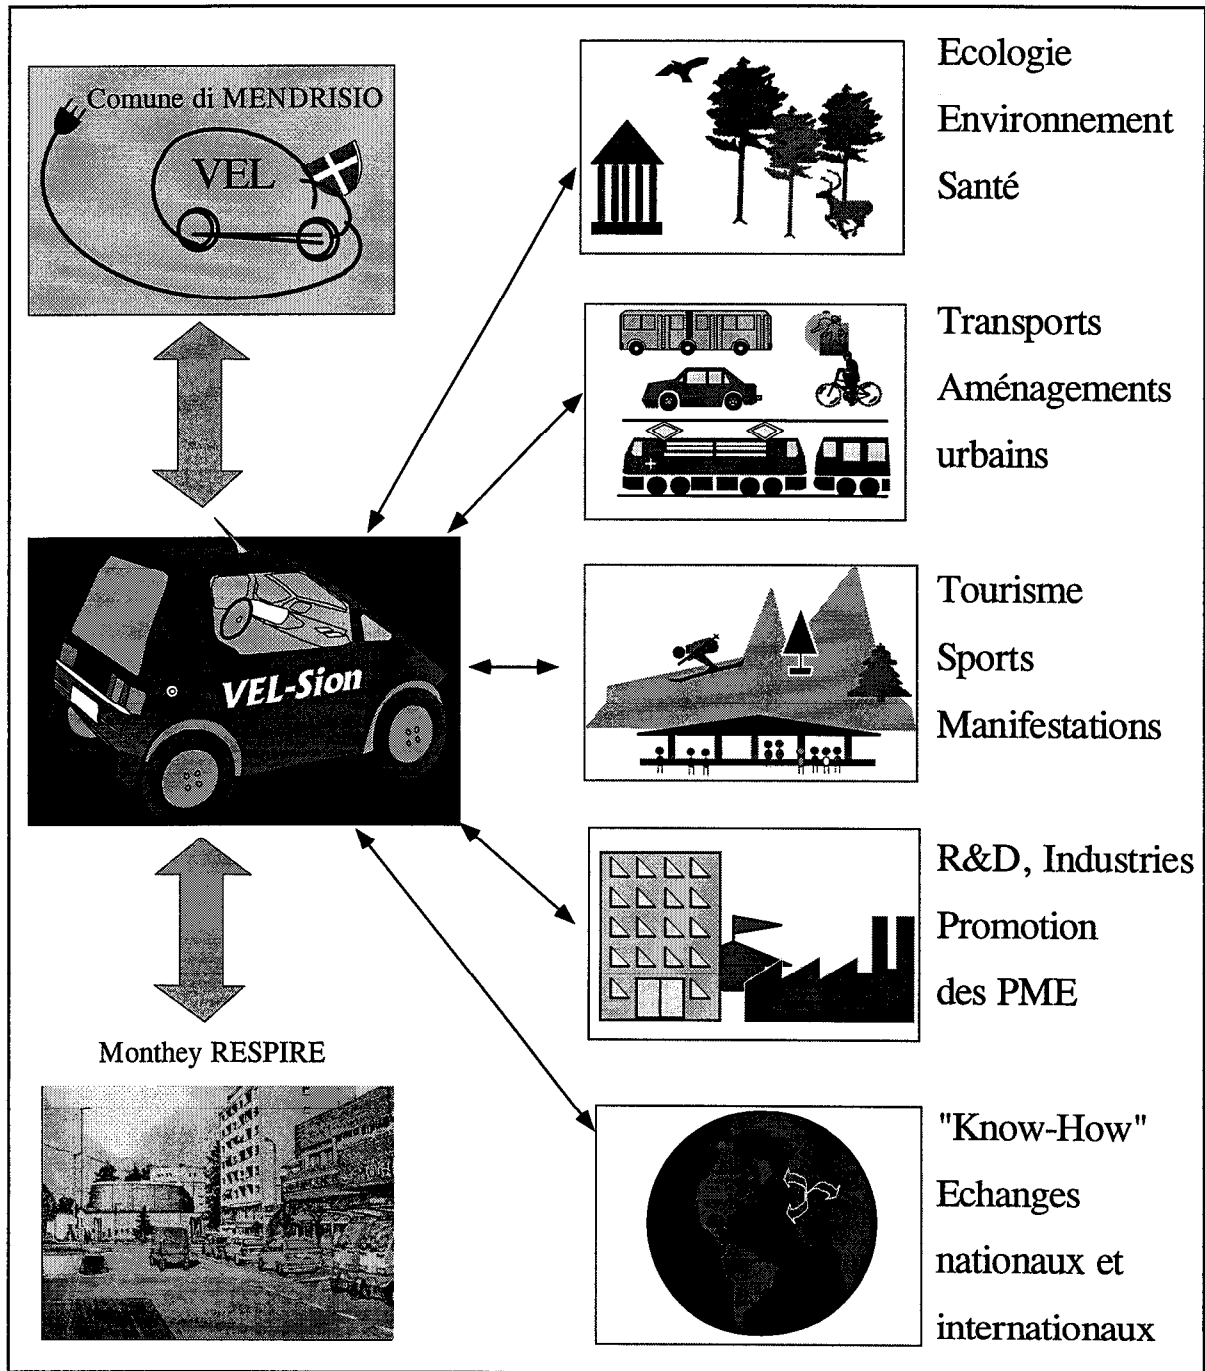 Comune di MENDRISIO
VEL
VEL-Sion
Monthey RESPIRE
Ecologie
Environnement
Santé
Transports
Aménagements
urbains
Tourisme
Sports
Manifestations
R&D, Industries
Promotion
des PME
"Know-How"
Echanges
nationaux et
internationaux